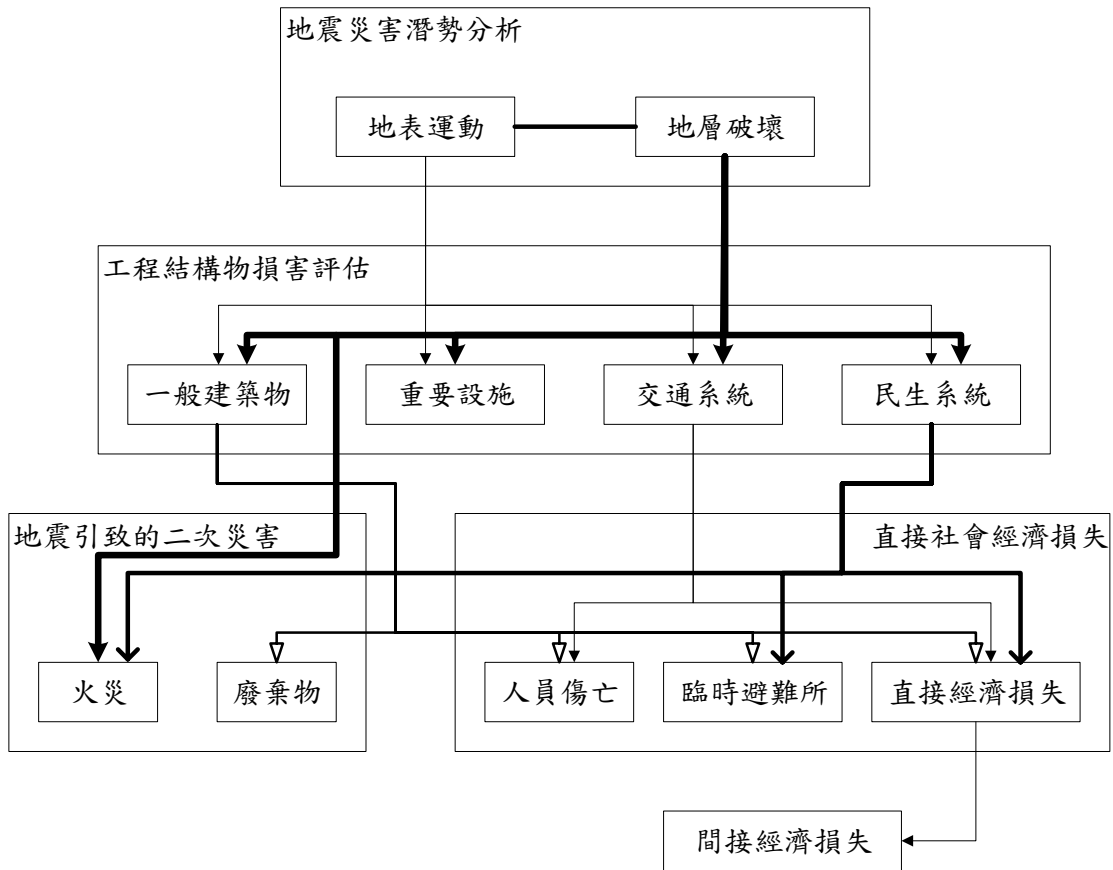 地震災害潛勢分析
地表運動
地層破壞
工程結構物損害評估
一般建築物
重要設施
交通系統
民生系統
地震引致的二次災害
直接社會經濟損失
火災
廢棄物
人員傷亡
臨時避難所
直接經濟損失
間接經濟損失